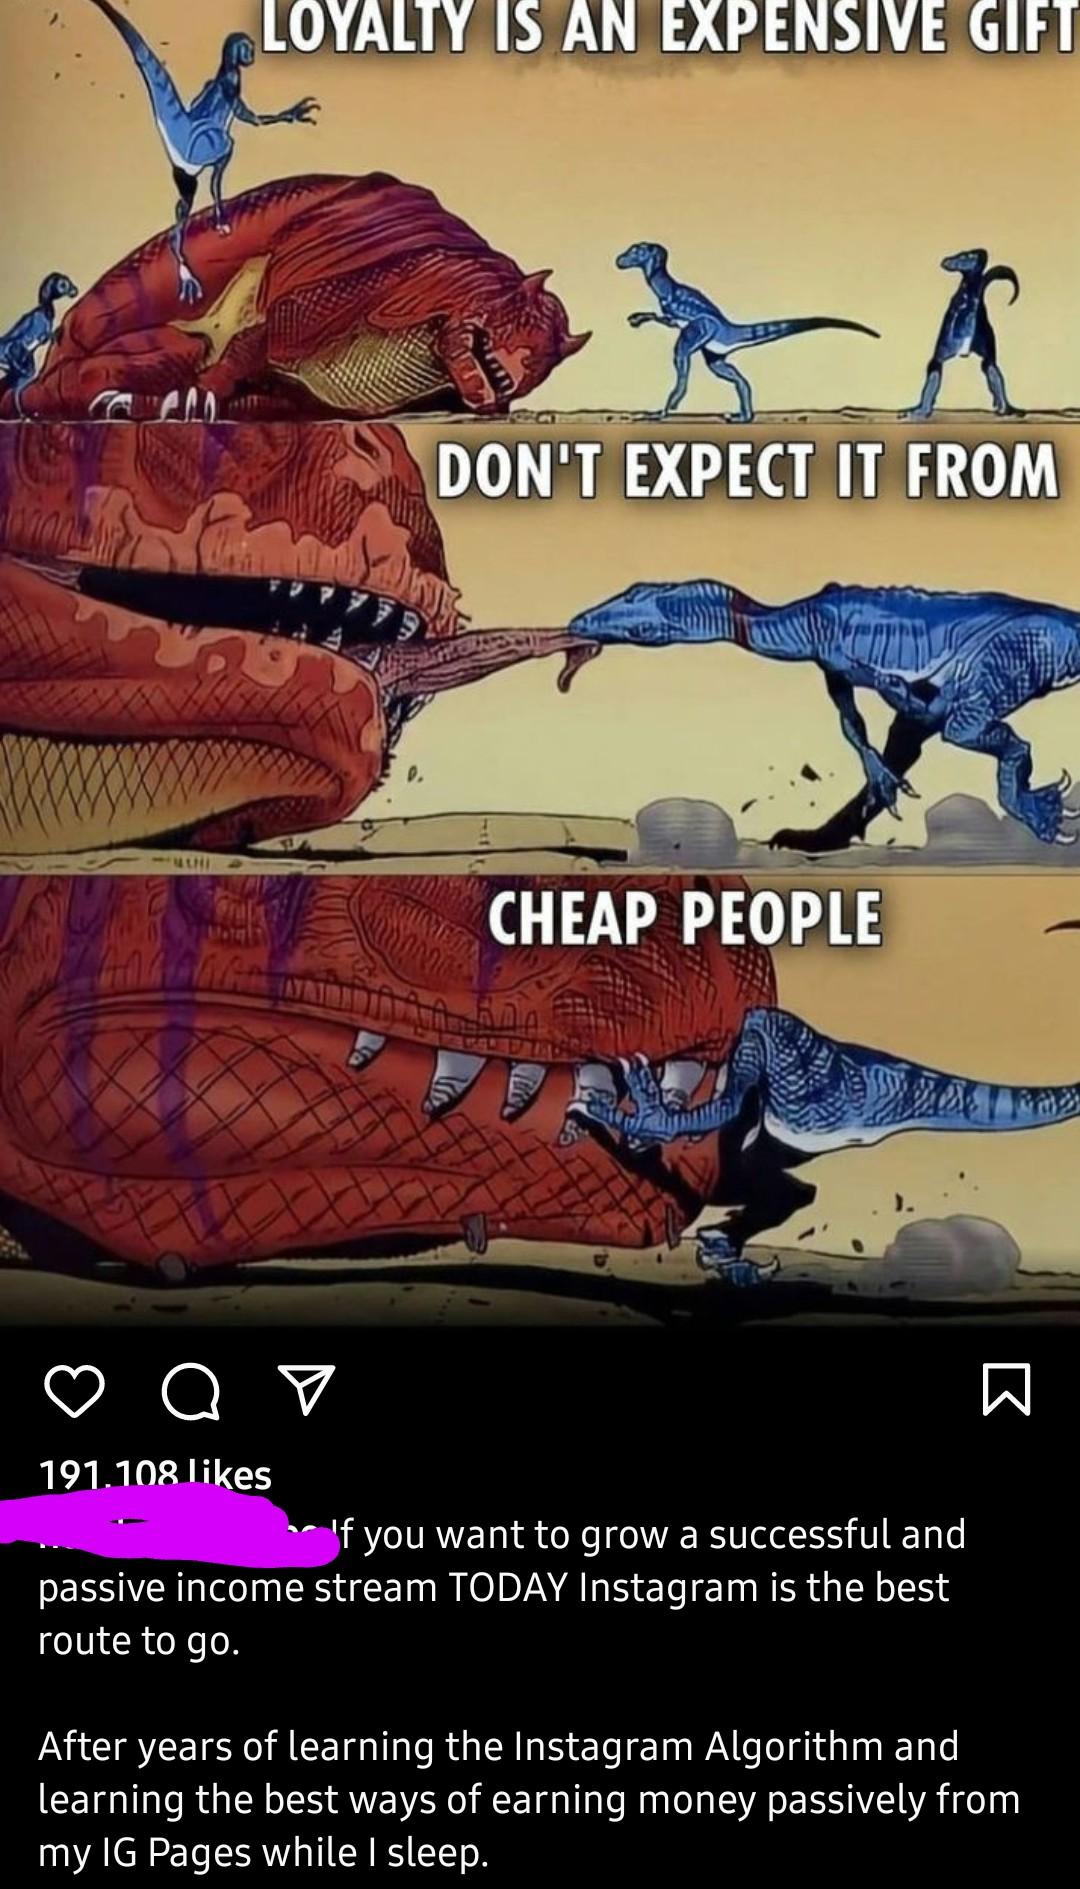 LOYALTY IS AN EXPENSIVE GIFT
DON'T EXPECT IT FROM
CHEAP PEOPLE
191,108 likes
If you want to grow a successful and
passive income stream TODAY Instagram is the best
route to go.
After years of learning the Instagram Algorithm and
learning the best ways of earning money passively from
my IG Pages while I sleep.